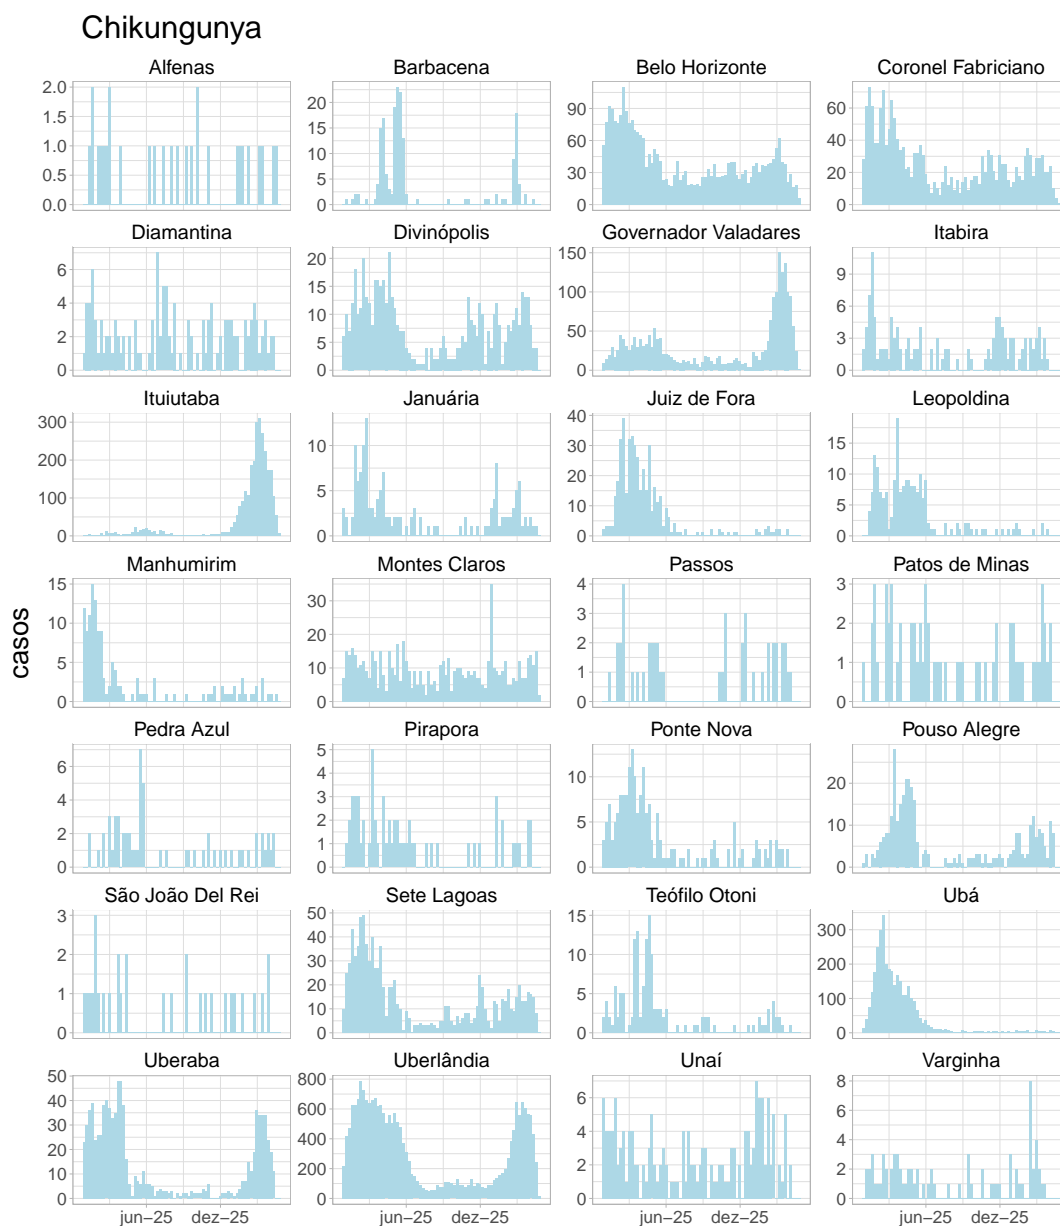 Chikungunya
Alfenas Barbacena Belo Horizonte Coronel Fabriciano
2.0 1.5 1.0 0.5 0.0
20 15 10 5 0
90 60 30 0
60 40 20 0
Diamantina Divinópolis Governador Valadares Itabira
6 4 2 0
20 15 10 5 0
150 100 50 0
9 6 3 0
Ituiutaba Januária Juiz de Fora Leopoldina
300 200 100 0
10 5 0
40 30 20 10 0
15 10 5 0
casos
Manhumirim Montes Claros Passos Patos de Minas
15 10 5 0
30 20 10 0
4 3 2 1 0
3 2 1 0
Pedra Azul Pirapora Ponte Nova Pouso Alegre
6 4 2 0
5 4 3 2 1 0
10 5 0
20 10 0
São João Del Rei Sete Lagoas Teófilo Otoni Ubá
3 2 1 0
50 40 30 20 10 0
15 10 5 0
300 200 100 0
Uberaba Uberlândia Unaí Varginha
50 40 30 20 10 0
800 600 400 200 0
6 4 2 0
8 6 4 2 0
jun–25 dez–25 jun–25 dez–25 jun–25 dez–25 jun–25 dez–25